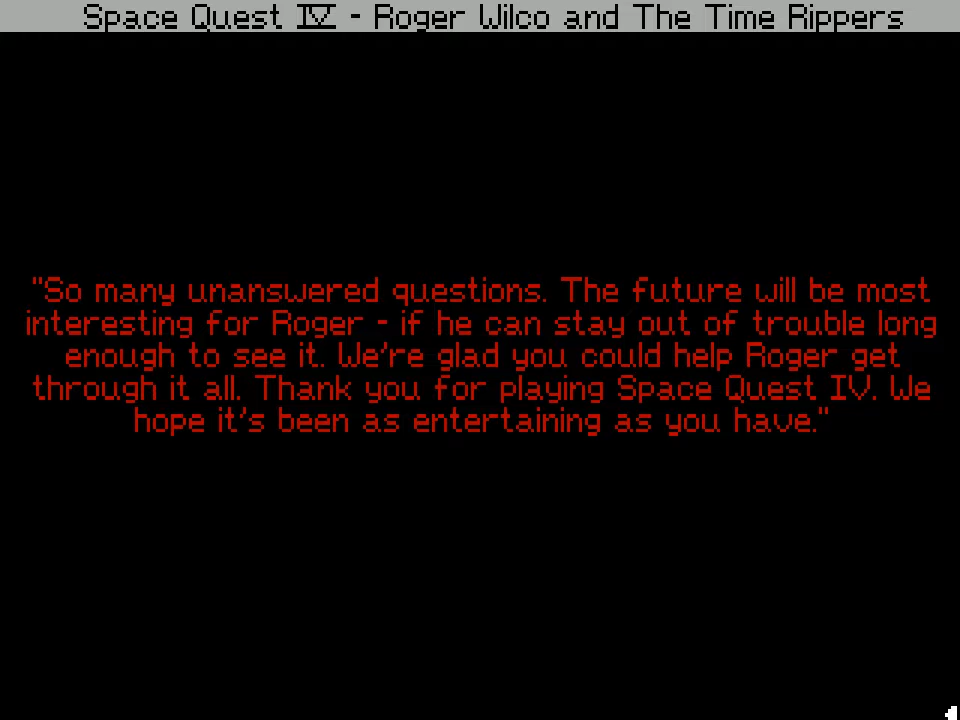 Space Quest IV - Roger Wilco and The Time Rippers
"So many unanswered questions. The future will be most
interesting for Roger - if he can stay out of trouble long
enough to see it. We're glad you could help Roger get
through it all. Thank you for playing Space Quest IV. We
hope it's been as entertaining as you have."